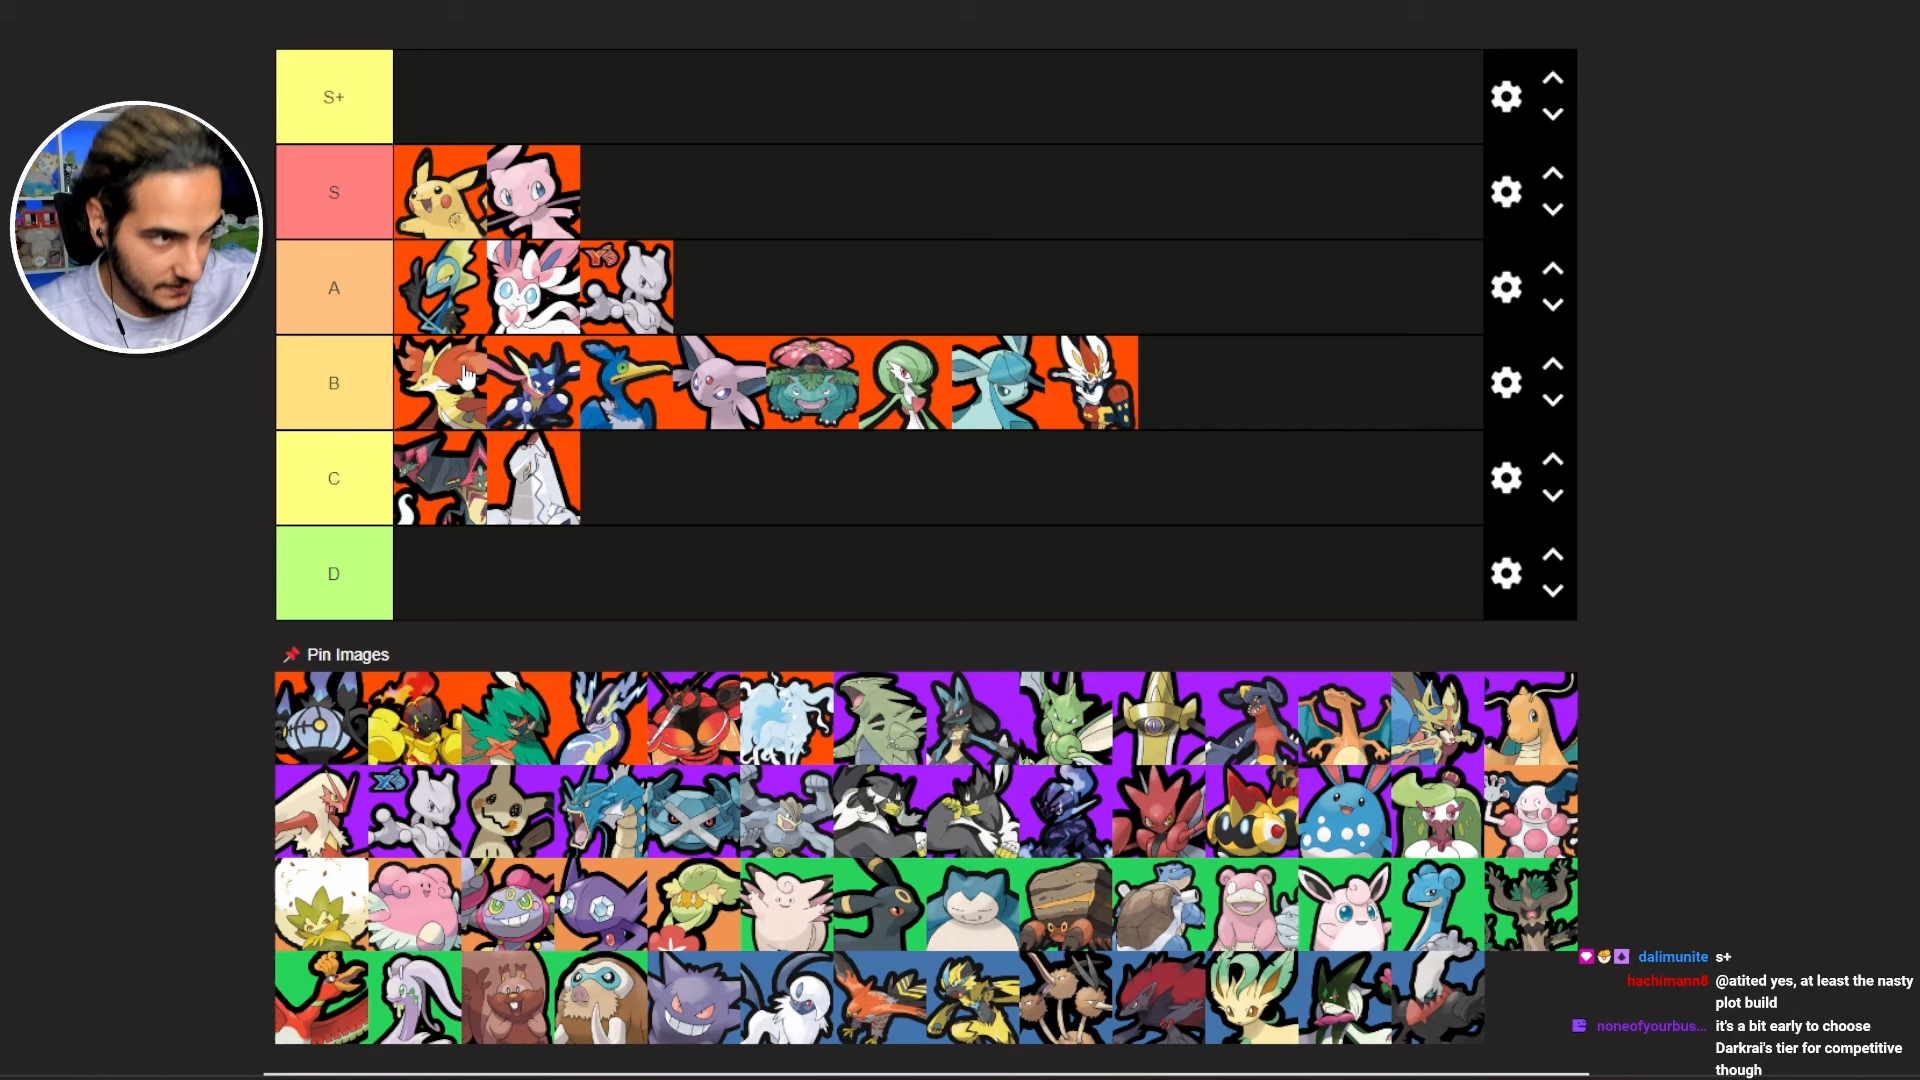 S+
S
A
B
C
D
Pin Images
dalimunite s+
hachimann8 @atited yes, at least the nasty
plot build
noneofyourbus... it's a bit early to choose
Darkrai's tier for competitive
though